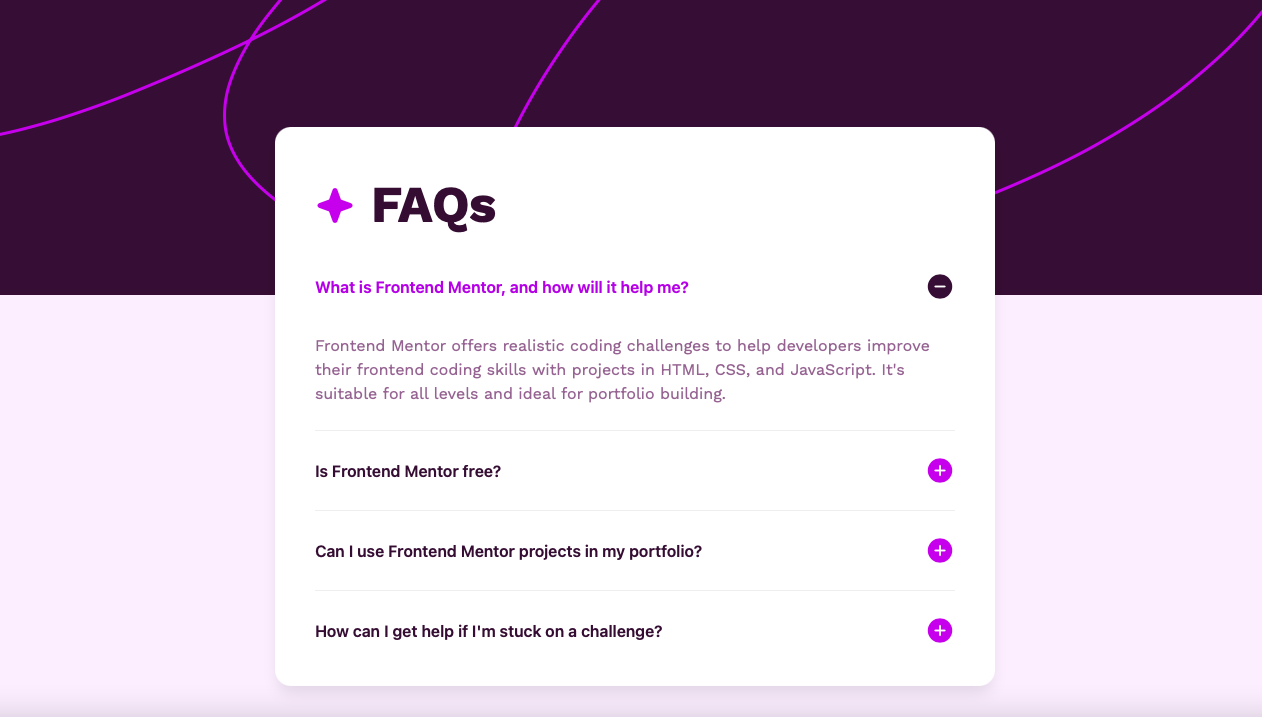 FAQs
What is Frontend Mentor, and how will it help me?
Frontend Mentor offers realistic coding challenges to help developers improve
their frontend coding skills with projects in HTML, CSS, and JavaScript. It's
suitable for all levels and ideal for portfolio building.
Is Frontend Mentor free?
Can I use Frontend Mentor projects in my portfolio?
How can I get help if I'm stuck on a challenge?